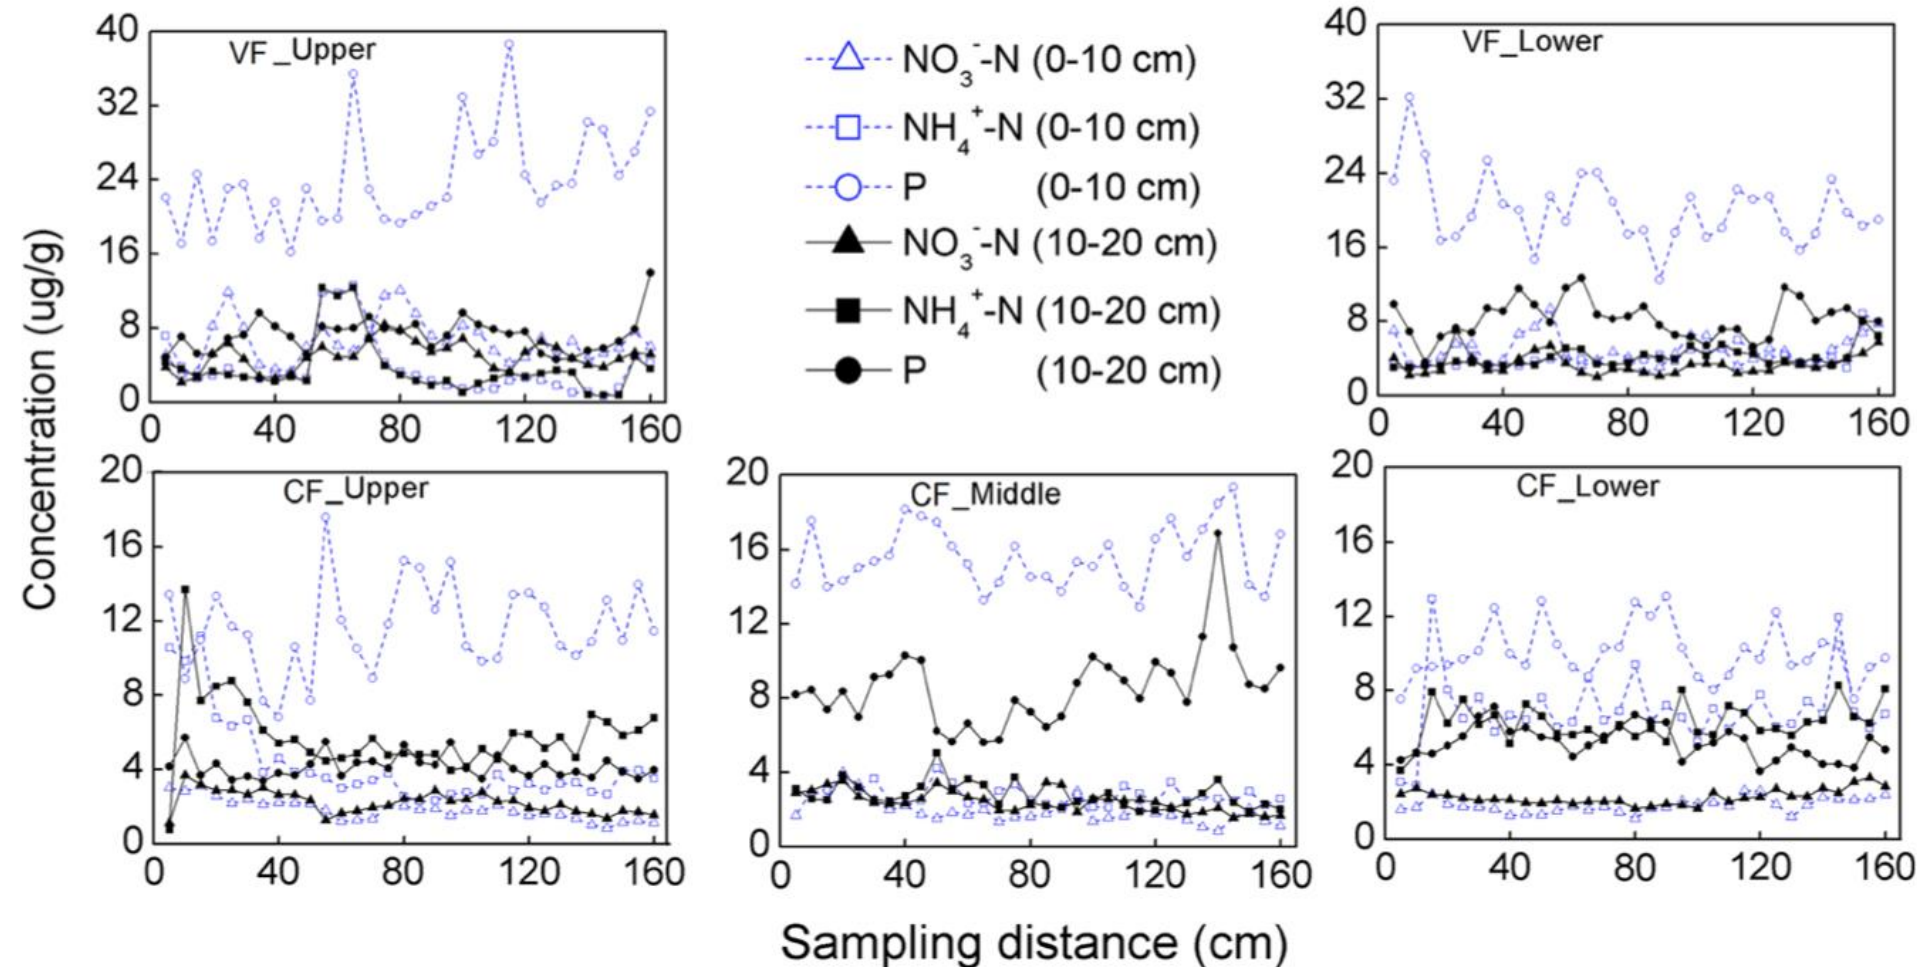 Concentration (ug/g)
VF_Upper
40
32
24
16
8
0
0 40 80 120 160
NO₃⁻-N (0-10 cm)
NH₄⁺-N (0-10 cm)
P (0-10 cm)
NO₃⁻-N (10-20 cm)
NH₄⁺-N (10-20 cm)
P (10-20 cm)
VF_Lower
40
32
24
16
8
0
0 40 80 120 160
CF_Upper
20
16
12
8
4
0
0 40 80 120 160
CF_Middle
20
16
12
8
4
0
0 40 80 120 160
CF_Lower
20
16
12
8
4
0
0 40 80 120 160
Sampling distance (cm)